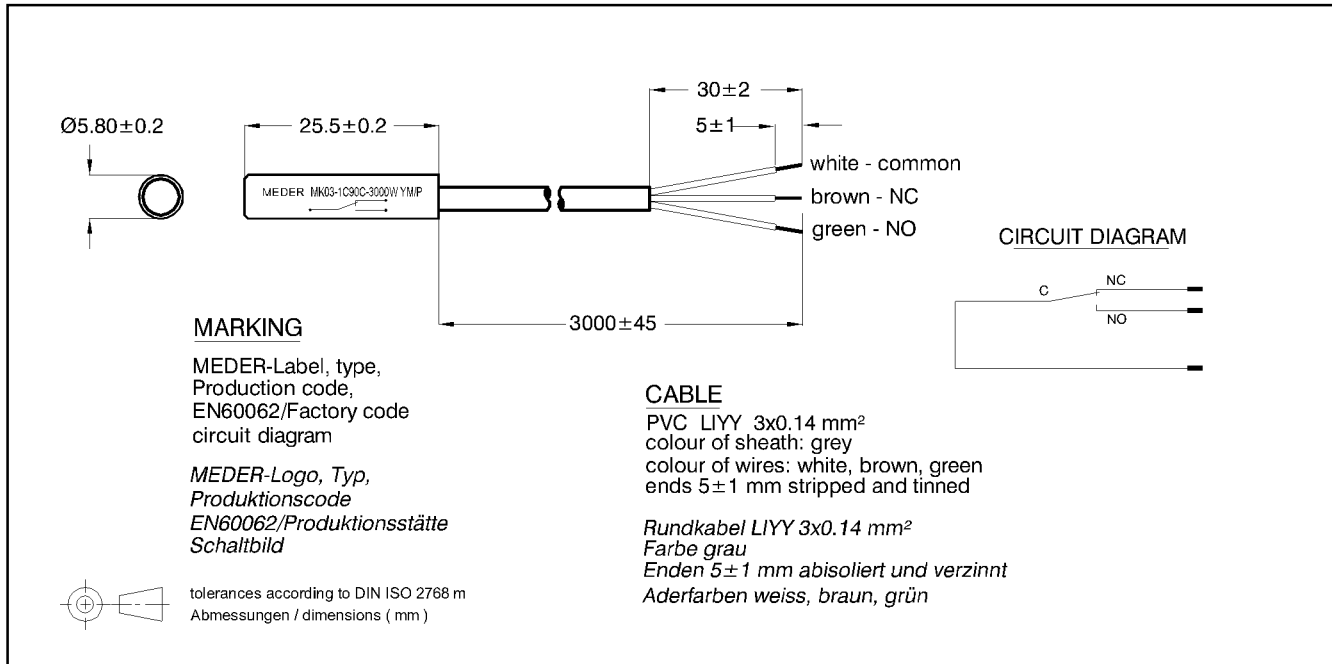 30±2
Ø5.80±0.2
25.5±0.2
5±1
white - common
MEDER MK03-1C90C-3000W YM/P
brown - NC
green - NO
CIRCUIT DIAGRAM
C
NC
NO
3000±45
MARKING
MEDER-Label, type,
Production code,
EN60062/Factory code
circuit diagram
MEDER-Logo, Typ,
Produktionscode
EN60062/Produktionsstätte
Schaltbild
CABLE
PVC LIYY 3x0.14 mm²
colour of sheath: grey
colour of wires: white, brown, green
ends 5±1 mm stripped and tinned
Rundkabel LIYY 3x0.14 mm²
Farbe grau
Enden 5±1 mm abisoliert und verzinnt
Aderfarben weiss, braun, grün
tolerances according to DIN ISO 2768 m
Abmessungen / dimensions ( mm )